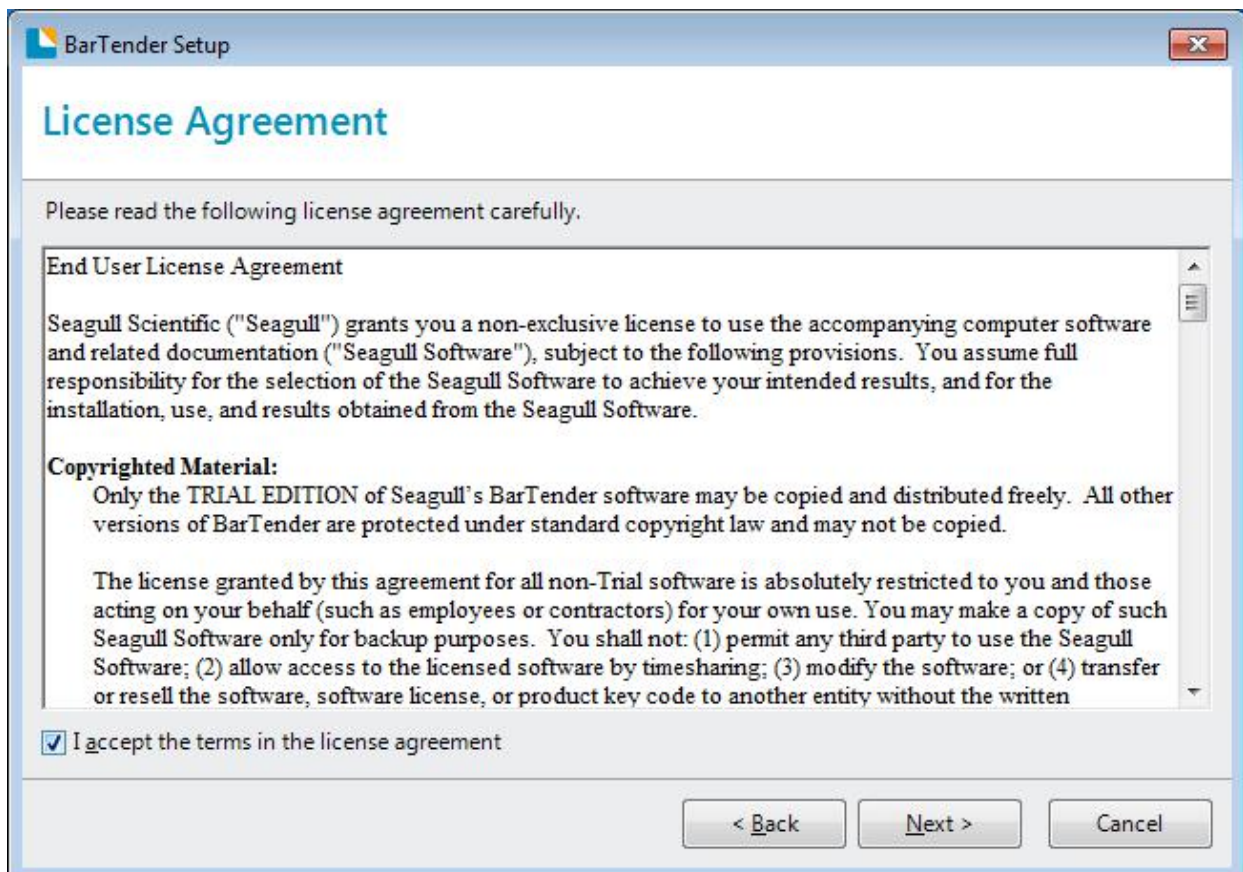 BarTender Setup
License Agreement
Please read the following license agreement carefully.
End User License Agreement
Seagull Scientific ("Seagull") grants you a non-exclusive license to use the accompanying computer software
and related documentation ("Seagull Software"), subject to the following provisions.  You assume full
responsibility for the selection of the Seagull Software to achieve your intended results, and for the
installation, use, and results obtained from the Seagull Software.
Copyrighted Material:
Only the TRIAL EDITION of Seagull’s BarTender software may be copied and distributed freely.  All other
versions of BarTender are protected under standard copyright law and may not be copied.
The license granted by this agreement for all non-Trial software is absolutely restricted to you and those
acting on your behalf (such as employees or contractors) for your own use. You may make a copy of such
Seagull Software only for backup purposes.  You shall not: (1) permit any third party to use the Seagull
Software; (2) allow access to the licensed software by timesharing; (3) modify the software; or (4) transfer
or resell the software, software license, or product key code to another entity without the written
I accept the terms in the license agreement
< Back
Next >
Cancel